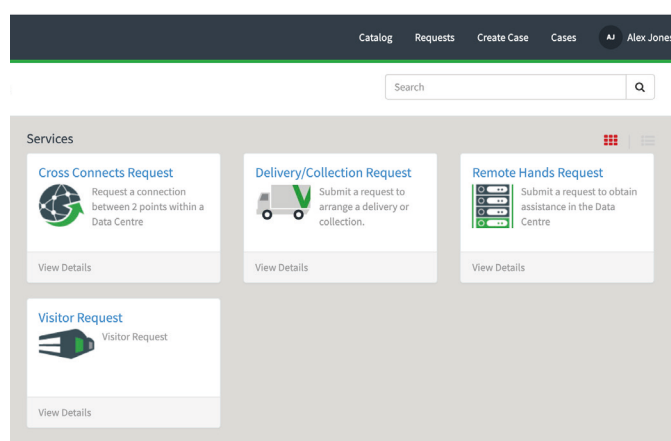 Catalog Requests Create Case Cases AJ Alex Jones
Search
Services
Cross Connects Request
Request a connection
between 2 points within a
Data Centre
View Details
Delivery/Collection Request
Submit a request to
arrange a delivery or
collection.
View Details
Remote Hands Request
Submit a request to obtain
assistance in the Data
Centre
View Details
Visitor Request
Visitor Request
View Details